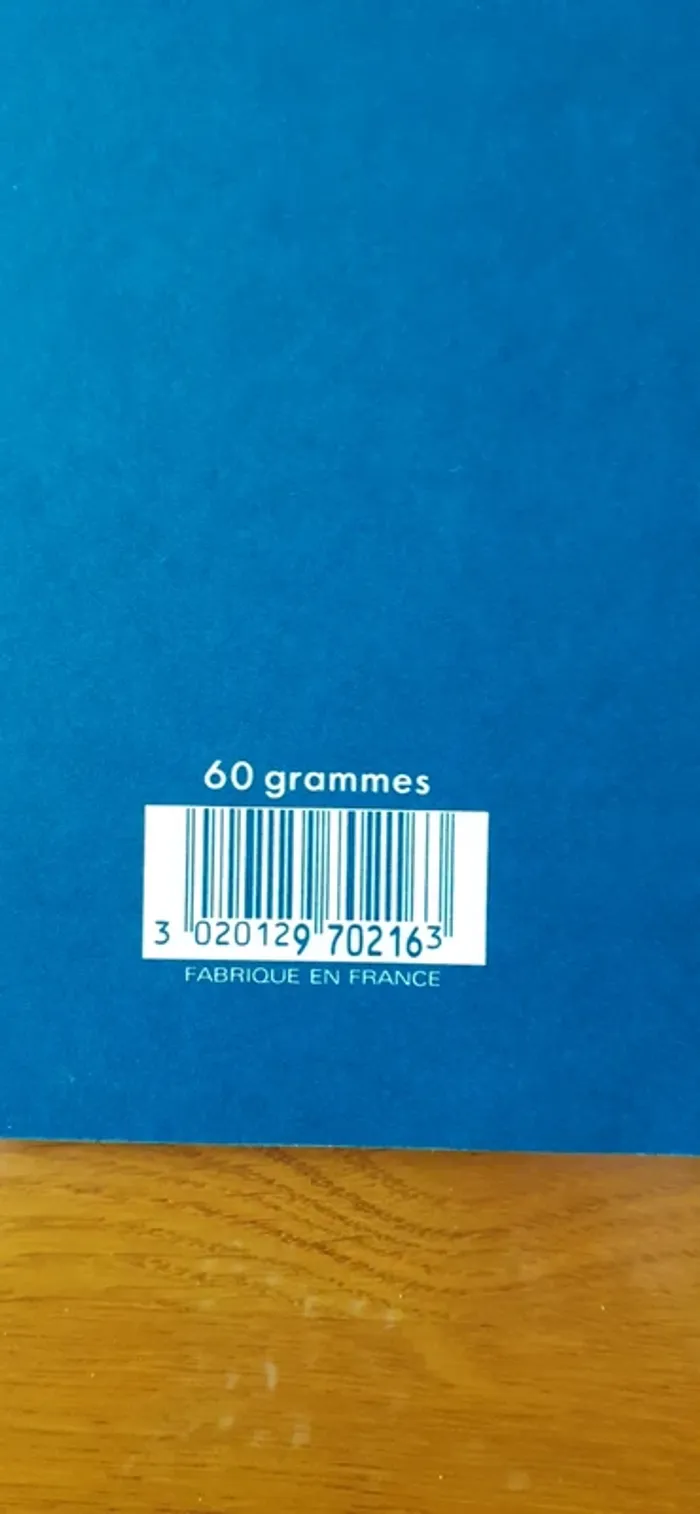 60 grammes
3 020129 702163
FABRIQUE EN FRANCE